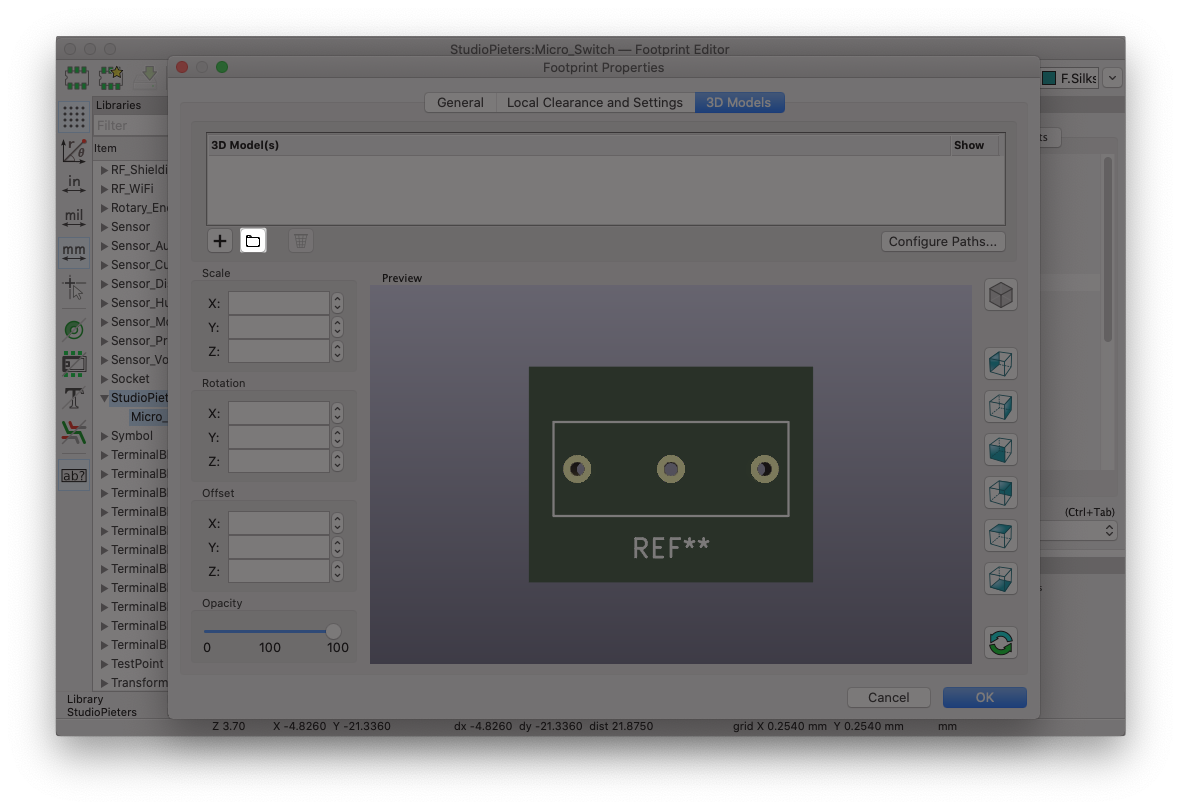 StudioPieters:Micro_Switch — Footprint Editor
Footprint Properties
F.Silks
General
Local Clearance and Settings
3D Models
Libraries
Filter
Item
RF_Shieldi
RF_WiFi
Rotary_En
Sensor
Sensor_Au
Sensor_Cu
Sensor_Di
Sensor_Hu
Sensor_Mo
Sensor_Pr
Sensor_Vo
Socket
StudioPiet
Micro_
Symbol
TerminalBl
TerminalBl
TerminalBl
TerminalBl
TerminalBl
TerminalBl
TerminalBl
TerminalBl
TerminalBl
TerminalBl
TerminalBl
TestPoint
Transform
in
mil
mm
ab?
3D Model(s)
Show
Configure Paths...
Scale
X:
Y:
Z:
Rotation
X:
Y:
Z:
Offset
X:
Y:
Z:
Opacity
0
100
100
Preview
REF**
ts
(Ctrl+Tab)
s
Cancel
OK
Library
StudioPieters
Z 3.70
X -4.8260 Y -21.3360
dx -4.8260 dy -21.3360 dist 21.8750
grid X 0.2540 mm Y 0.2540 mm
mm